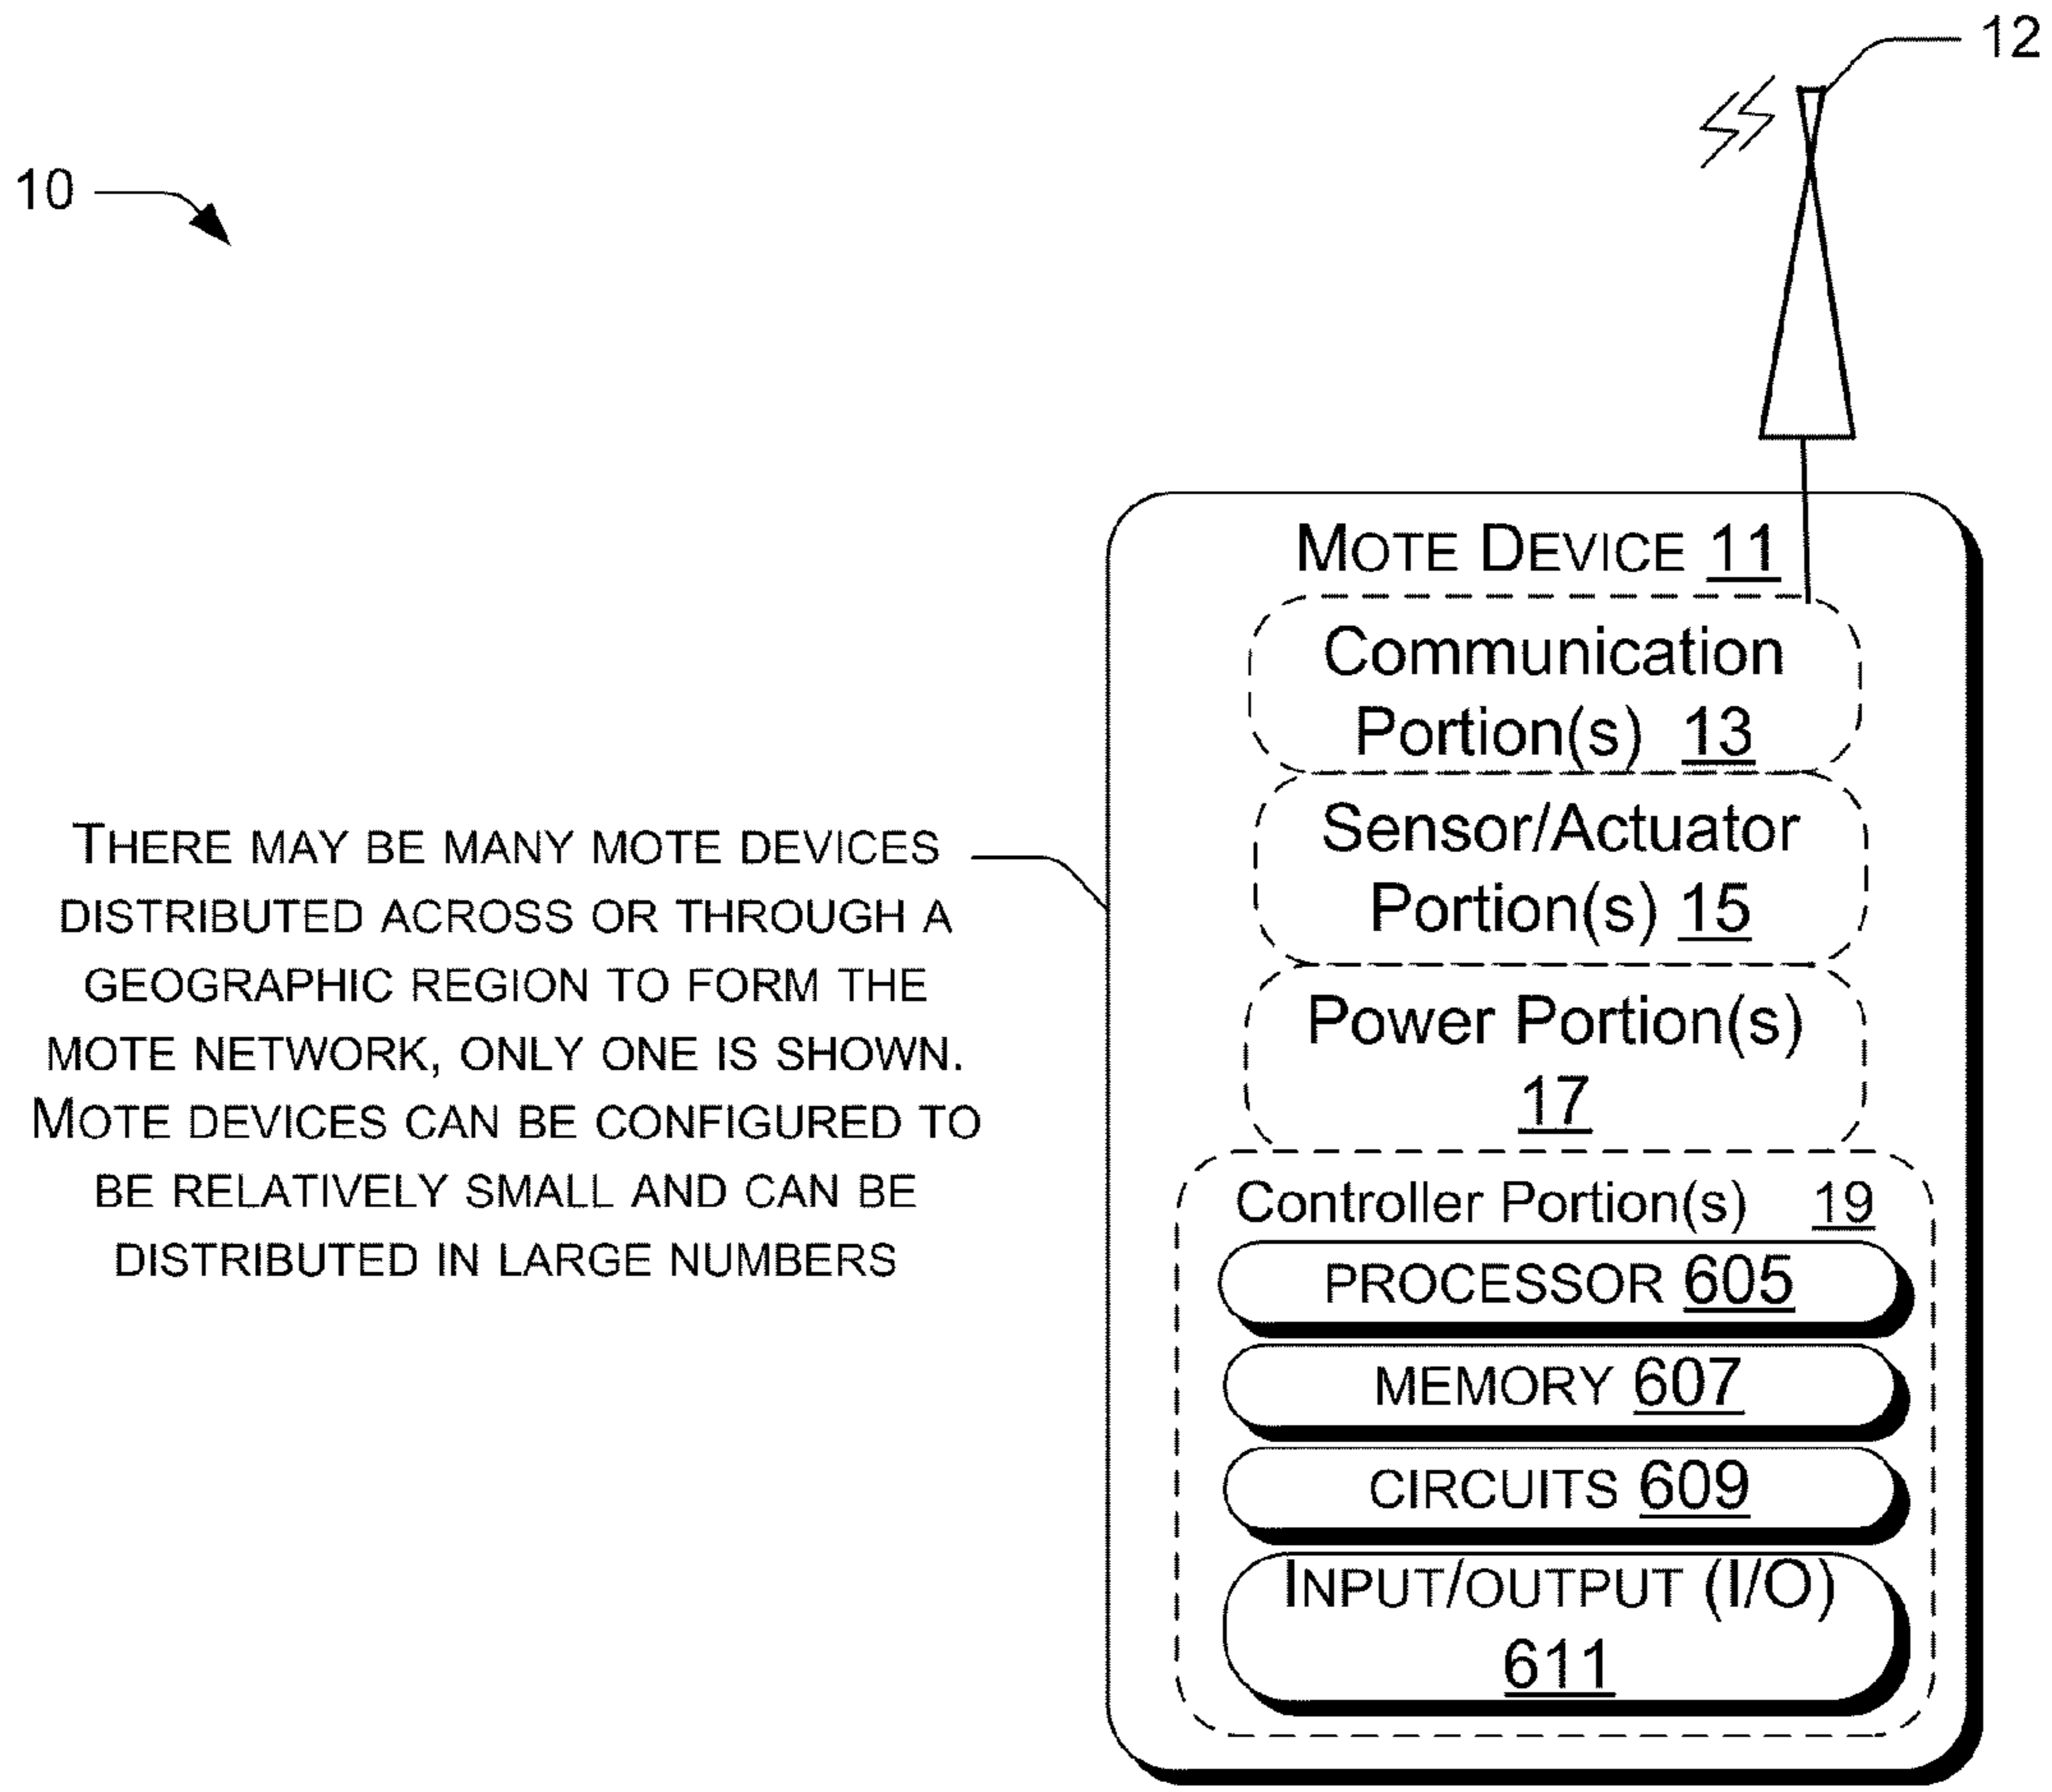 12
10
MOTE DEVICE 11
Communication
Portion(s) 13
Sensor/Actuator
Portion(s) 15
Power Portion(s)
17
Controller Portion(s) 19
PROCESSOR 605
MEMORY 607
CIRCUITS 609
INPUT/OUTPUT (I/O)
611
THERE MAY BE MANY MOTE DEVICES
DISTRIBUTED ACROSS OR THROUGH A
GEOGRAPHIC REGION TO FORM THE
MOTE NETWORK, ONLY ONE IS SHOWN.
MOTE DEVICES CAN BE CONFIGURED TO
BE RELATIVELY SMALL AND CAN BE
DISTRIBUTED IN LARGE NUMBERS